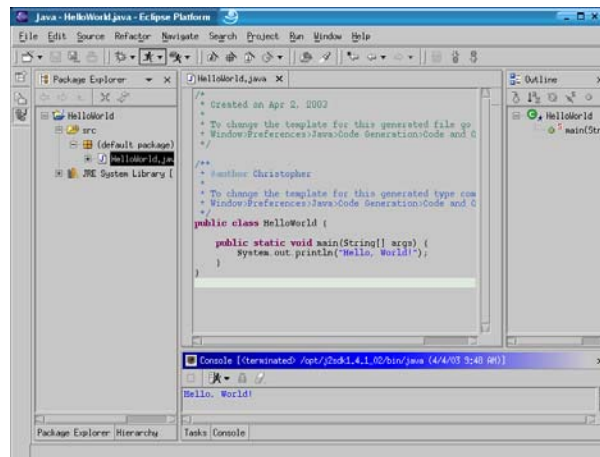 Java - HelloWorld.java - Eclipse Platform
File Edit Source Refactor Navigate Search Project Run Window Help
Package Explorer
HelloWorld
src
(default package)
HelloWorld.jav
JRE System Library [
HelloWorld.java
/*
* Created on Apr 2, 2003
*
* To change the template for this generated file go
* Window>Preferences>Java>Code Generation>Code and C
*/
/**
* @author Christopher
*
* To change the template for this generated type com
* Window>Preferences>Java>Code Generation>Code and C
*/
public class HelloWorld {
public static void main(String[] args) {
System.out.println("Hello, World!");
}
}
Outline
HelloWorld
main(Str
Console [<terminated> /opt/j2sdk1.4.1_02/bin/java (4/4/03 9:48 AM)]
Hello, World!
Package Explorer Hierarchy
Tasks Console